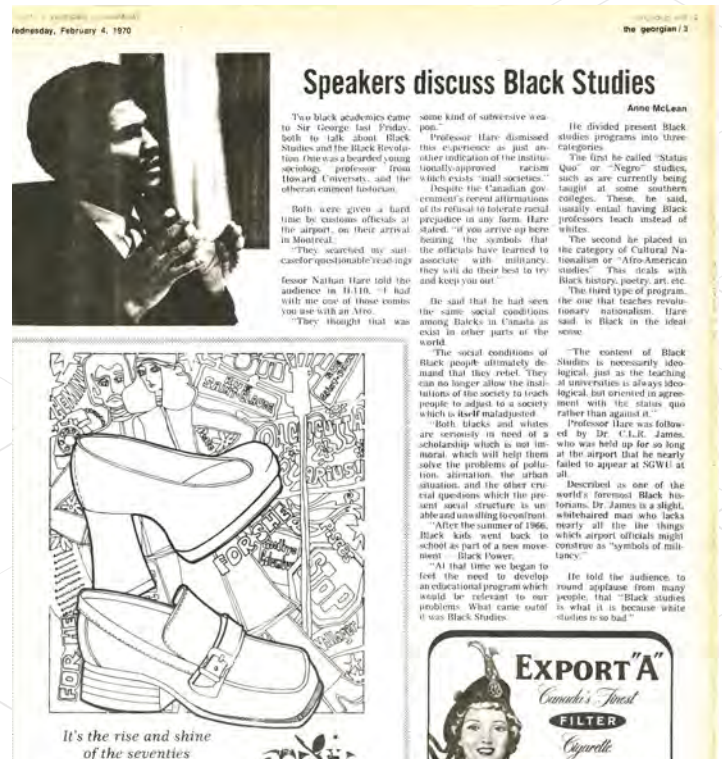 Wednesday, February 4, 1970
the georgian / 3
Speakers discuss Black Studies
Anne McLean
Two black academics came
to Sir George last Friday,
both to talk about Black
Studies and the Black Revolu-
tion. One was a bearded young
sociology professor from
Howard University, and the
other an eminent historian.
Both were given a hard
time by customs officials at
the airport, on their arrival
in Montreal.
"They searched my suit-
case for questionable readings
fessor Nathan Hare told the
audience in H-110. "I had
with me one of those combs
you use with an Afro.
"They thought that was
some kind of subversive wea-
pon."
Professor Hare dismissed
this experience as just an-
other indication of the institu-
tionally-approved racism
which exists "small societies."
Despite the Canadian gov-
ernment's recent affirmations
of its refusal to tolerate racial
prejudice in any form, Hare
stated, "if you arrive up here
bearing the symbols that
the officials have learned to
associate with militancy,
they will do their best to try
and keep you out."
He said that he had seen
the same social conditions
among Balcks in Canada as
exist in other parts of the
world.
"The social conditions of
Black people ultimately de-
mand that they rebel. They
can no longer allow the insti-
tutions of the society to teach
people to adjust to a society
which is itself maladjusted.
"Both blacks and whites
are seriously in need of a
scholarship which is not im-
moral, which will help them
solve the problems of pollu-
tion, alienation, the urban
situation, and the other cru-
cial questions which the pre-
sent social structure is un-
able and unwilling to confront.
"After the summer of 1966,
Black kids went back to
school as part of a new move-
ment - Black Power.
"At that time we began to
feel the need to develop
an educational program which
would be relevant to our
problems. What came out of
it was Black Studies.
He divided present Black
studies programs into three
categories.
The first he called "Status
Quo" or "Negro" studies,
such as are currently being
taught at some southern
colleges. These, he said,
usually entail having Black
professors teach instead of
whites.
The second he placed in
the category of Cultural Na-
tionalism or "Afro-American
studies". This deals with
Black history, poetry, art, etc.
The third type of program,
the one that teaches revolu-
tionary nationalism, Hare
said, is Black in the ideal
sense.
"The content of Black
Studies is necessarily ideo-
logical, just as the teaching
at universities is always ideo-
logical, but oriented in agree-
ment with the status quo
rather than against it."
Professor Hare was follow-
ed by Dr. C.L.R. James,
who was held up for so long
at the airport that he nearly
failed to appear at SGWU at
all.
Described as one of the
world's foremost Black his-
torians, Dr. James is a slight,
whitehaired man who lacks
nearly all the the things
which airport officials might
construe as "symbols of mili-
tancy."
He told the audience, to
round applause from many
people, that "Black studies
is what it is because white
studies is so bad"
FOR THE
FOR THE
It's the rise and shine
of the seventies
EXPORT "A"
Canada's Finest
FILTER
Cigarette